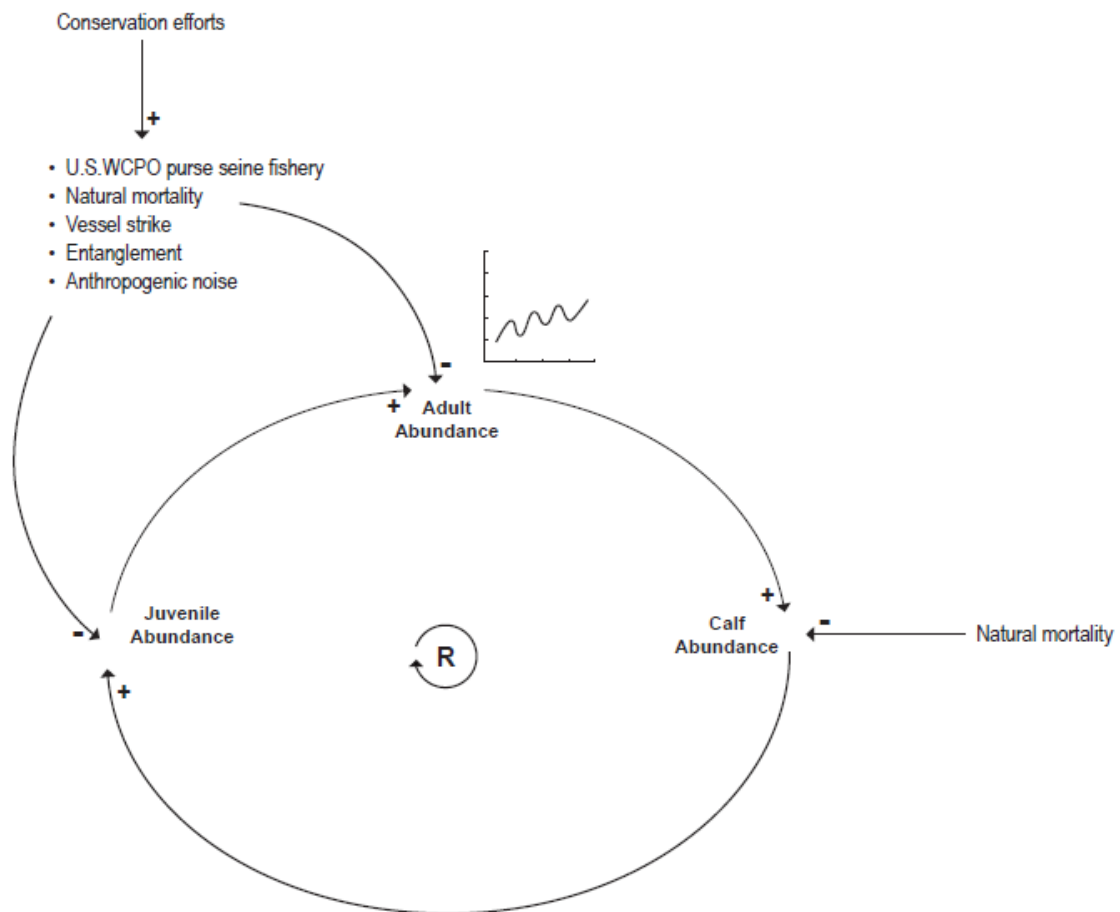 Conservation efforts
+
• U.S.WCPO purse seine fishery
• Natural mortality
• Vessel strike
• Entanglement
• Anthropogenic noise
-
+
Adult
Abundance
+
-
Calf
Abundance
Natural mortality
-
Juvenile
Abundance
+
R